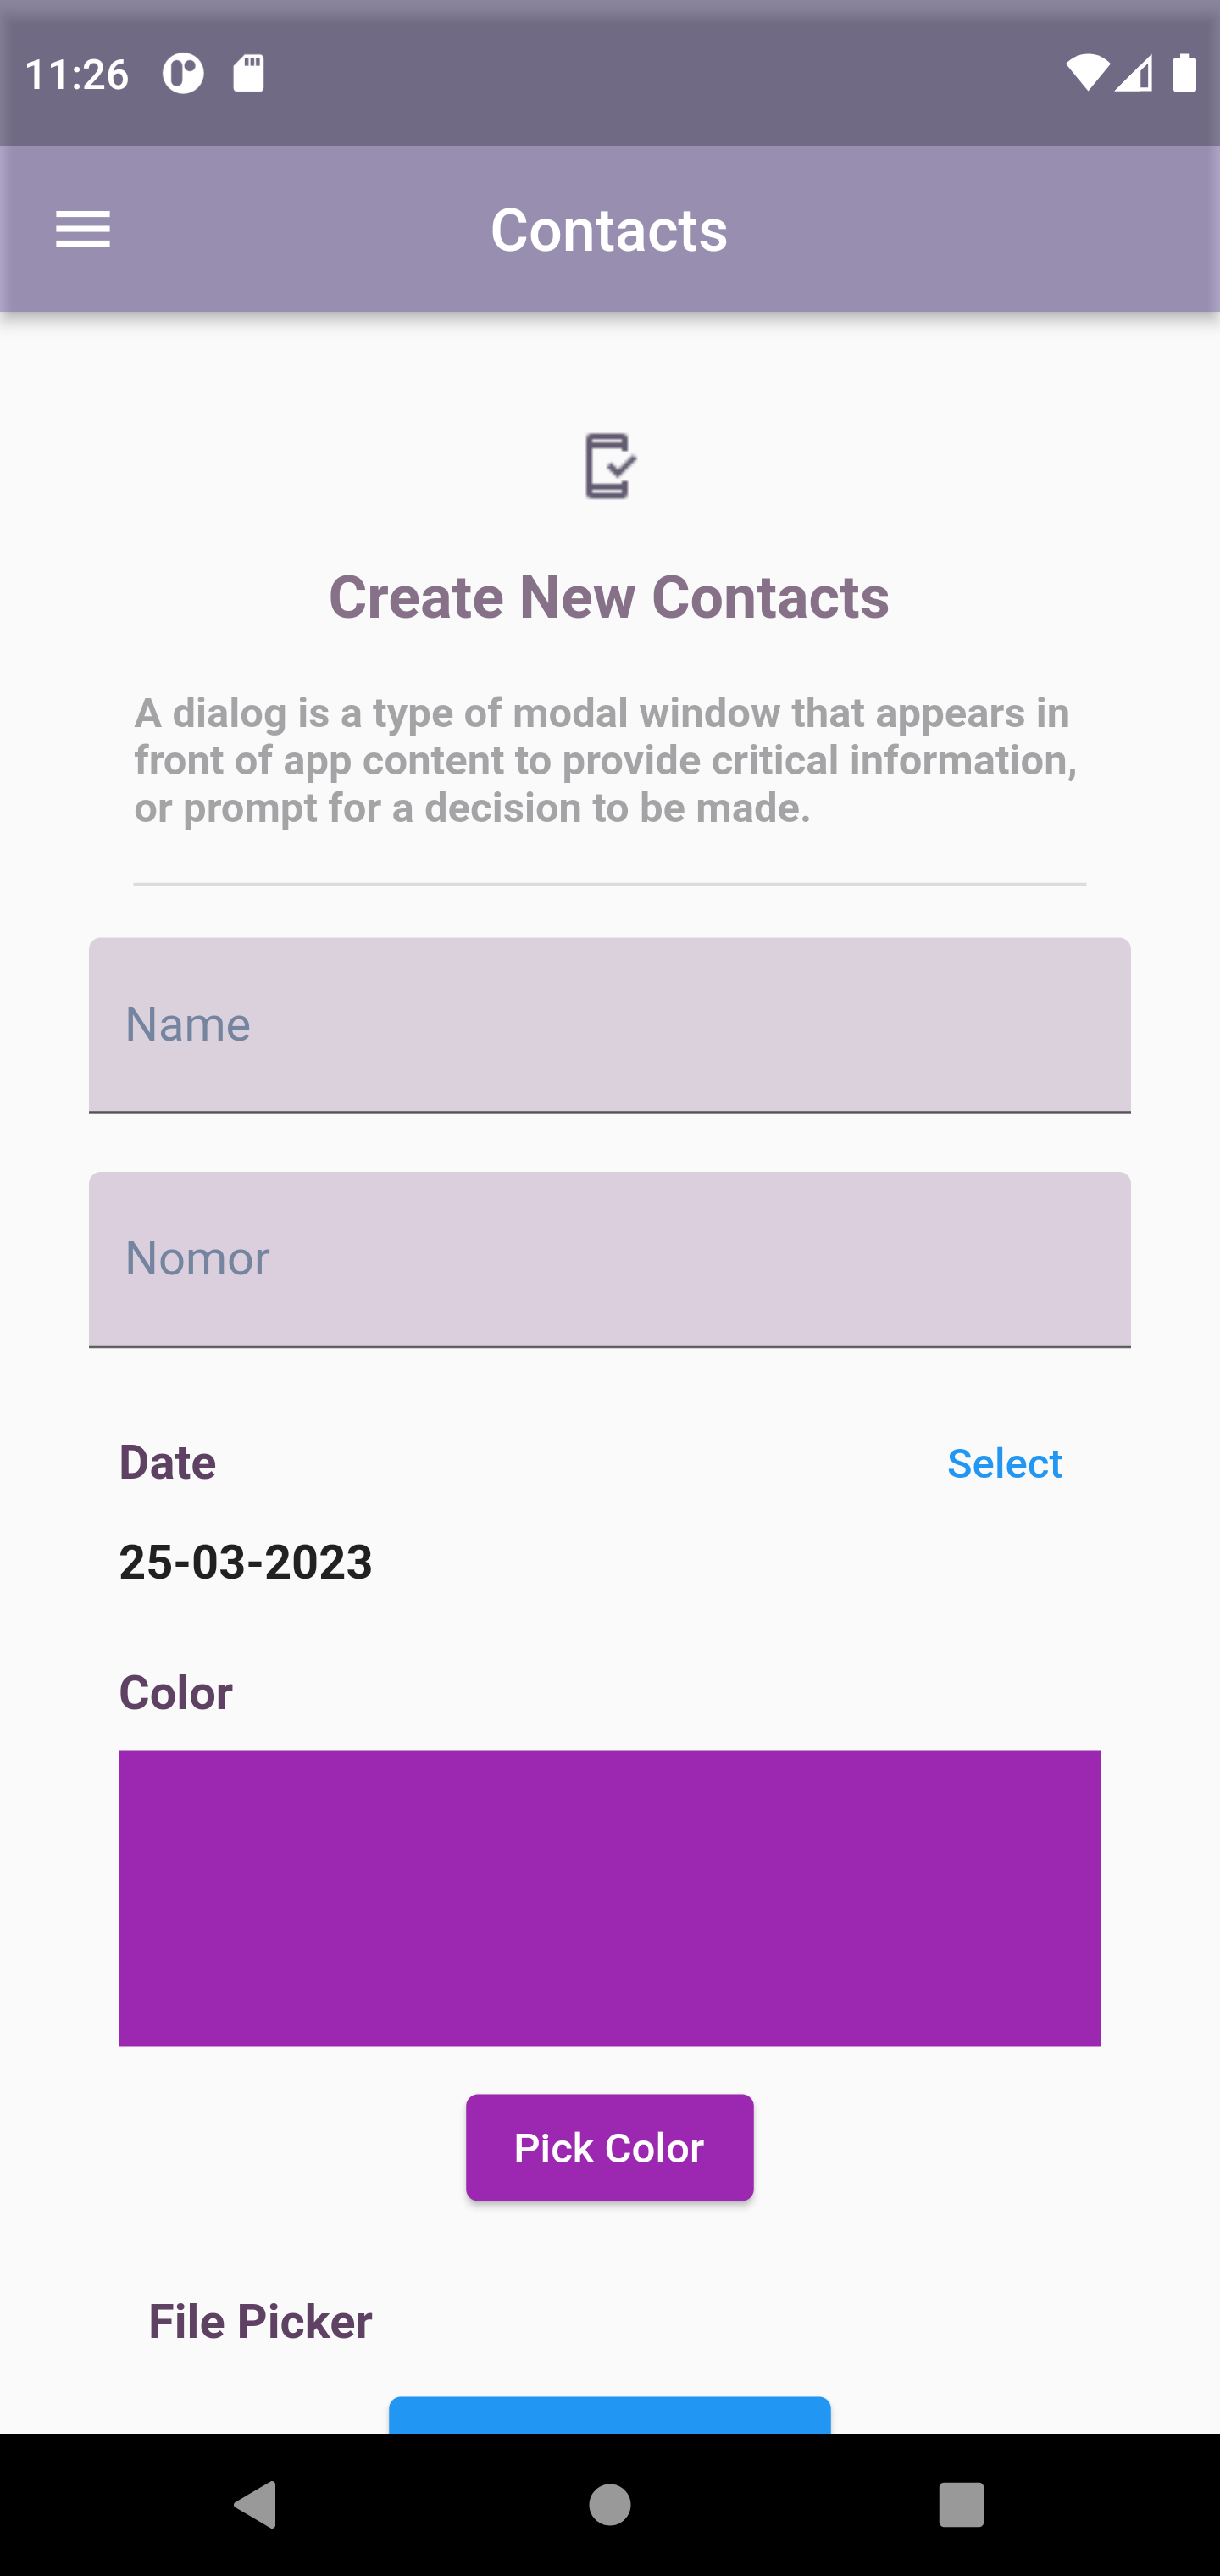 11:26
Contacts
Create New Contacts
A dialog is a type of modal window that appears in
front of app content to provide critical information,
or prompt for a decision to be made.
Name
Nomor
Date
Select
25-03-2023
Color
Pick Color
File Picker